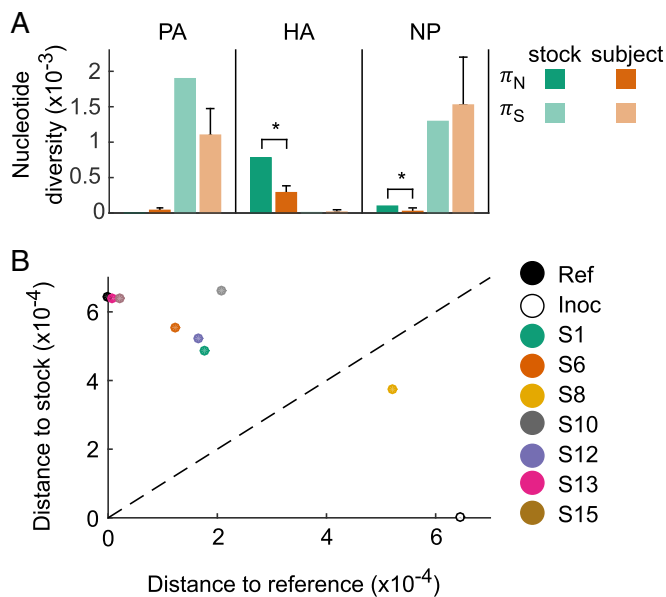 A
PA HA NP
stock subject
πN
πS
Nucleotide
diversity (x10-3)
2
1.5
1
0.5
0
* *
B
Distance to stock (x10-4)
6
4
2
0
0 2 4 6
Distance to reference (x10-4)
Ref
Inoc
S1
S6
S8
S10
S12
S13
S15